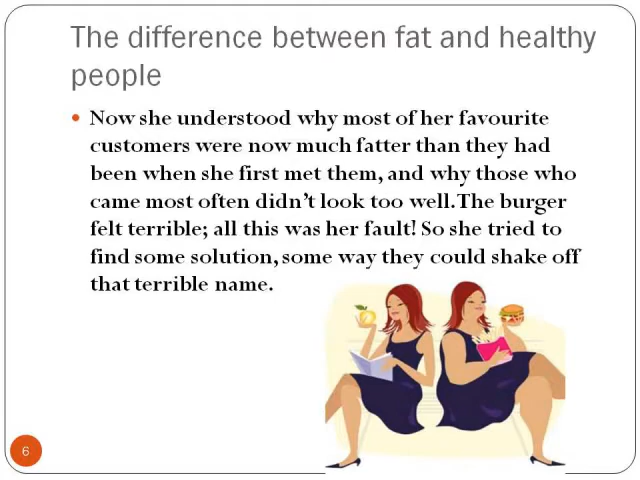 The difference between fat and healthy
people
• Now she understood why most of her favourite
customers were now much fatter than they had
been when she first met them, and why those who
came most often didn’t look too well. The burger
felt terrible; all this was her fault! So she tried to
find some solution, some way they could shake off
that terrible name.
6